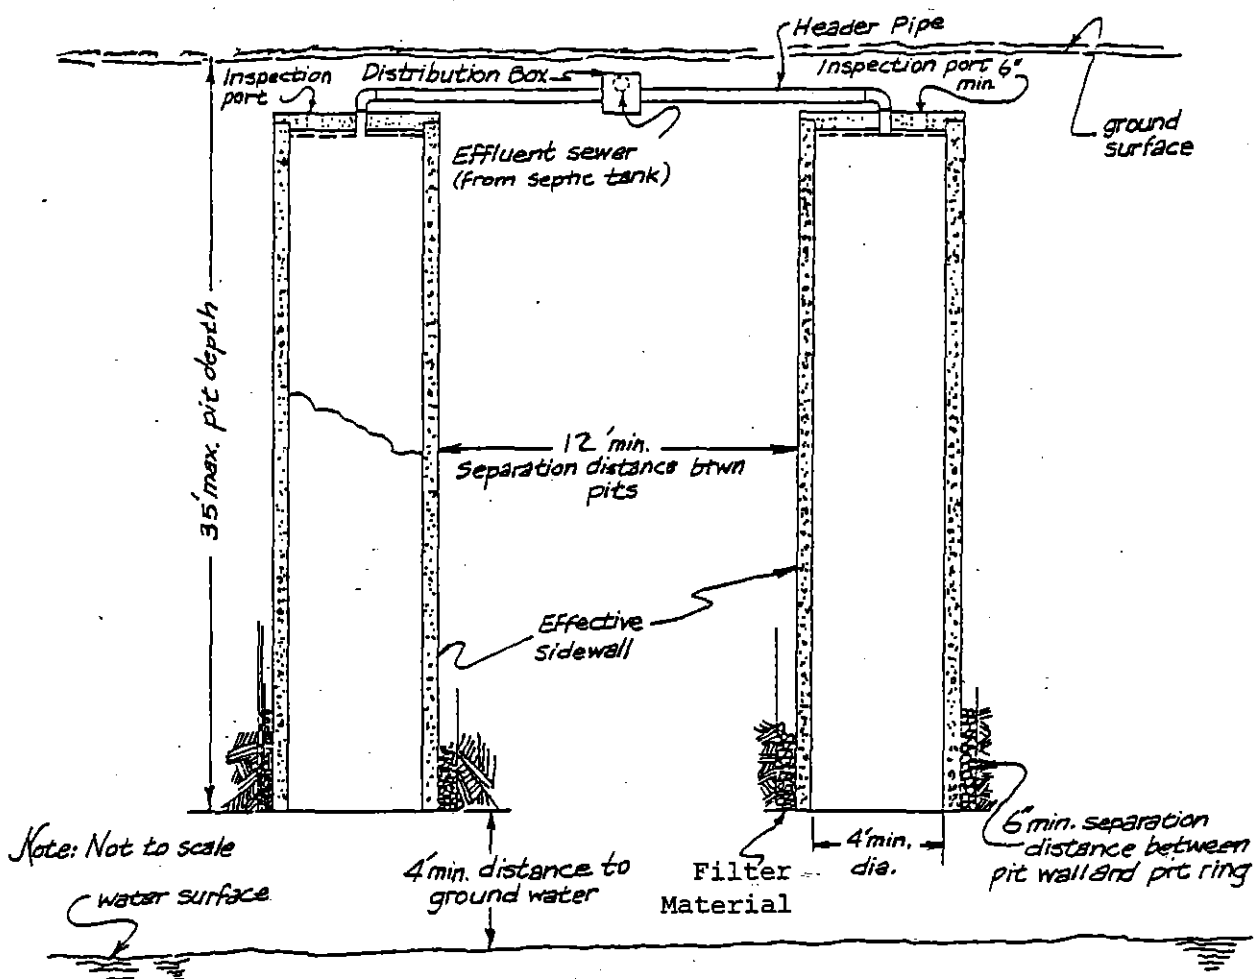 Header Pipe
Inspection
port
Distribution Box
Inspection port 6"
min.
ground
surface
Effluent sewer
(from septic tank)
35' max. pit depth
12' min.
Separation distance btwn
pits
Effective
sidewall
Note: Not to scale
water surface
4' min. distance to
ground water
Filter
Material
4' min.
dia.
6" min. separation
distance between
pit wall and pit ring